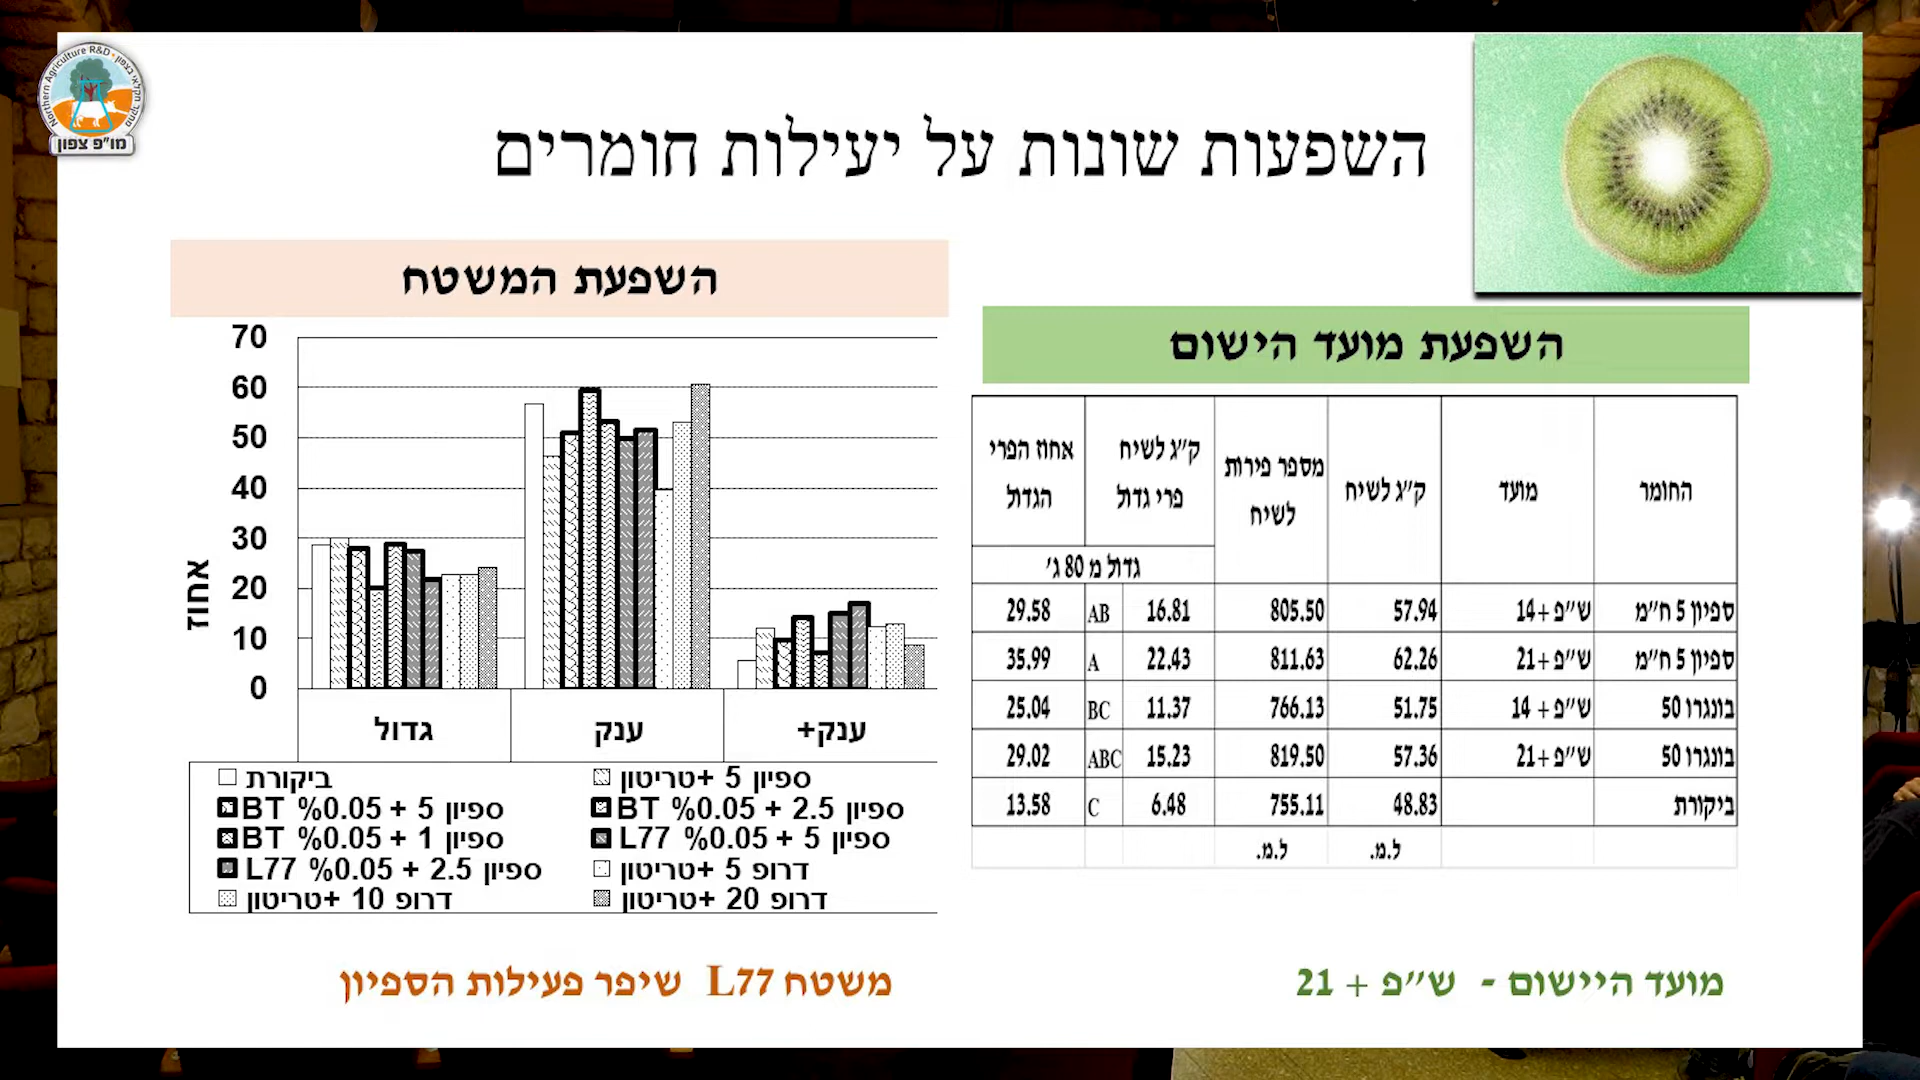 Northern Agriculture R&D
מחקר חקלאי בצפון
מו"פ צפון
השפעות שונות על יעילות חומרים
השפעת מועד הישום
החומר מועד ק״ג לשיח מספר פירות לשיח ק״ג לשיח פרי גדול אחוז הפרי הגדול
גדול מ 80 ג'
ספיון 5 ח״מ ש״פ +14 57.94 805.50 16.81 AB 29.58
ספיון 5 ח״מ ש״פ +21 62.26 811.63 22.43 A 35.99
בונגרו 50 ש״פ + 14 51.75 766.13 11.37 BC 25.04
בונגרו 50 ש״פ +21 57.36 819.50 15.23 ABC 29.02
ביקורת 48.83 755.11 6.48 C 13.58
ל.מ. ל.מ.
מועד היישום - ש״פ + 21
השפעת המשטח
70
60
50
40
30
20
10
0
אחוז
גדול ענק ענק+
ביקורת
ספיון 5 +טריטון
ספיון 5 + 0.05% BT
ספיון 2.5 + 0.05% BT
ספיון 1 + 0.05% BT
ספיון 5 + 0.05% L77
ספיון 2.5 + 0.05% L77
דרופ 5 +טריטון
דרופ 10 +טריטון
דרופ 20 +טריטון
משטח L77 שיפר פעילות הספיון